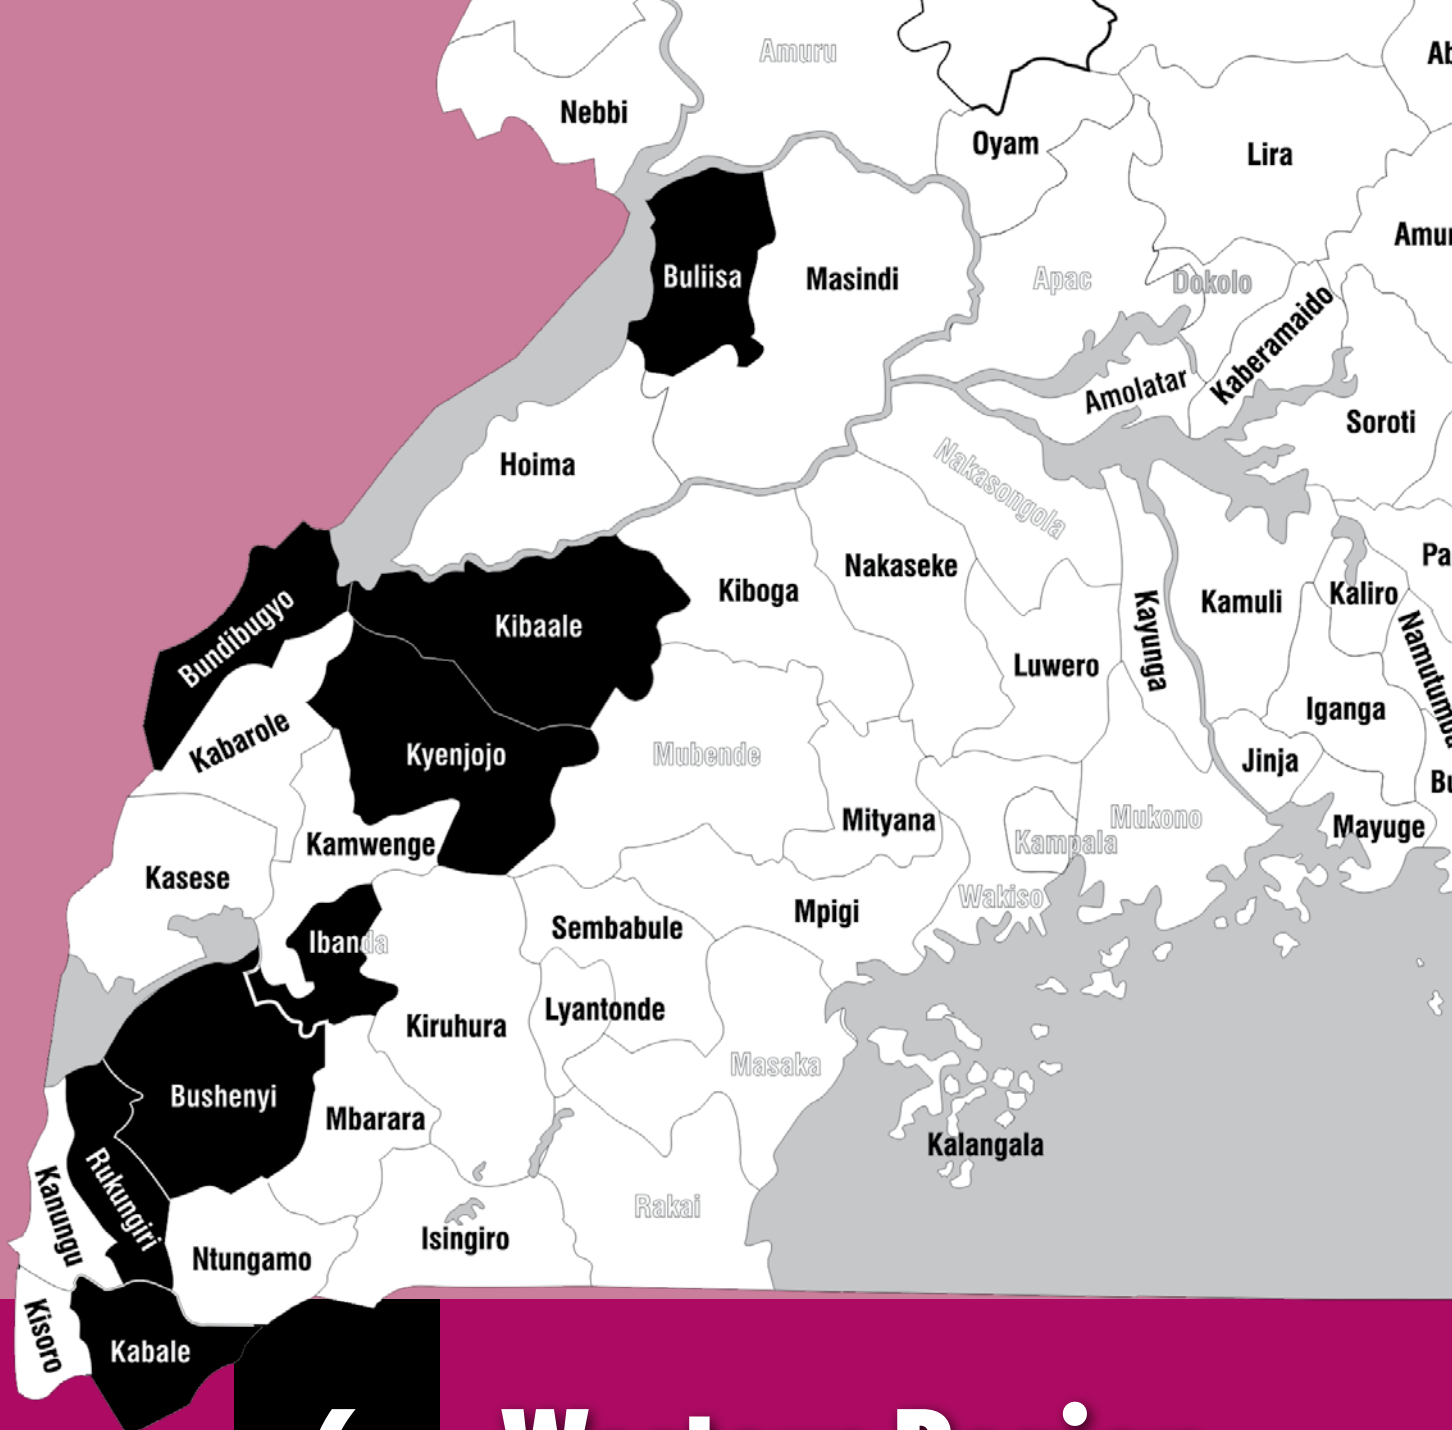 Amuru
Nebbi
Oyam
Lira
Buliisa
Masindi
Apac
Dokolo
Kaberamaido
Amolatar
Soroti
Hoima
Nakasongola
Nakaseke
Kiboga
Kibaale
Bundibugyo
Kayunga
Kamuli
Kaliro
Luwero
Iganga
Kabarole
Kyenjojo
Mubende
Jinja
Mityana
Mukono
Kampala
Mayuge
Kamwenge
Kasese
Wakiso
Mpigi
Sembabule
Ibanda
Lyantonde
Kiruhura
Masaka
Bushenyi
Mbarara
Kalangala
Kanungu
Rukungiri
Rakai
Isingiro
Ntungamo
Kisoro
Kabale